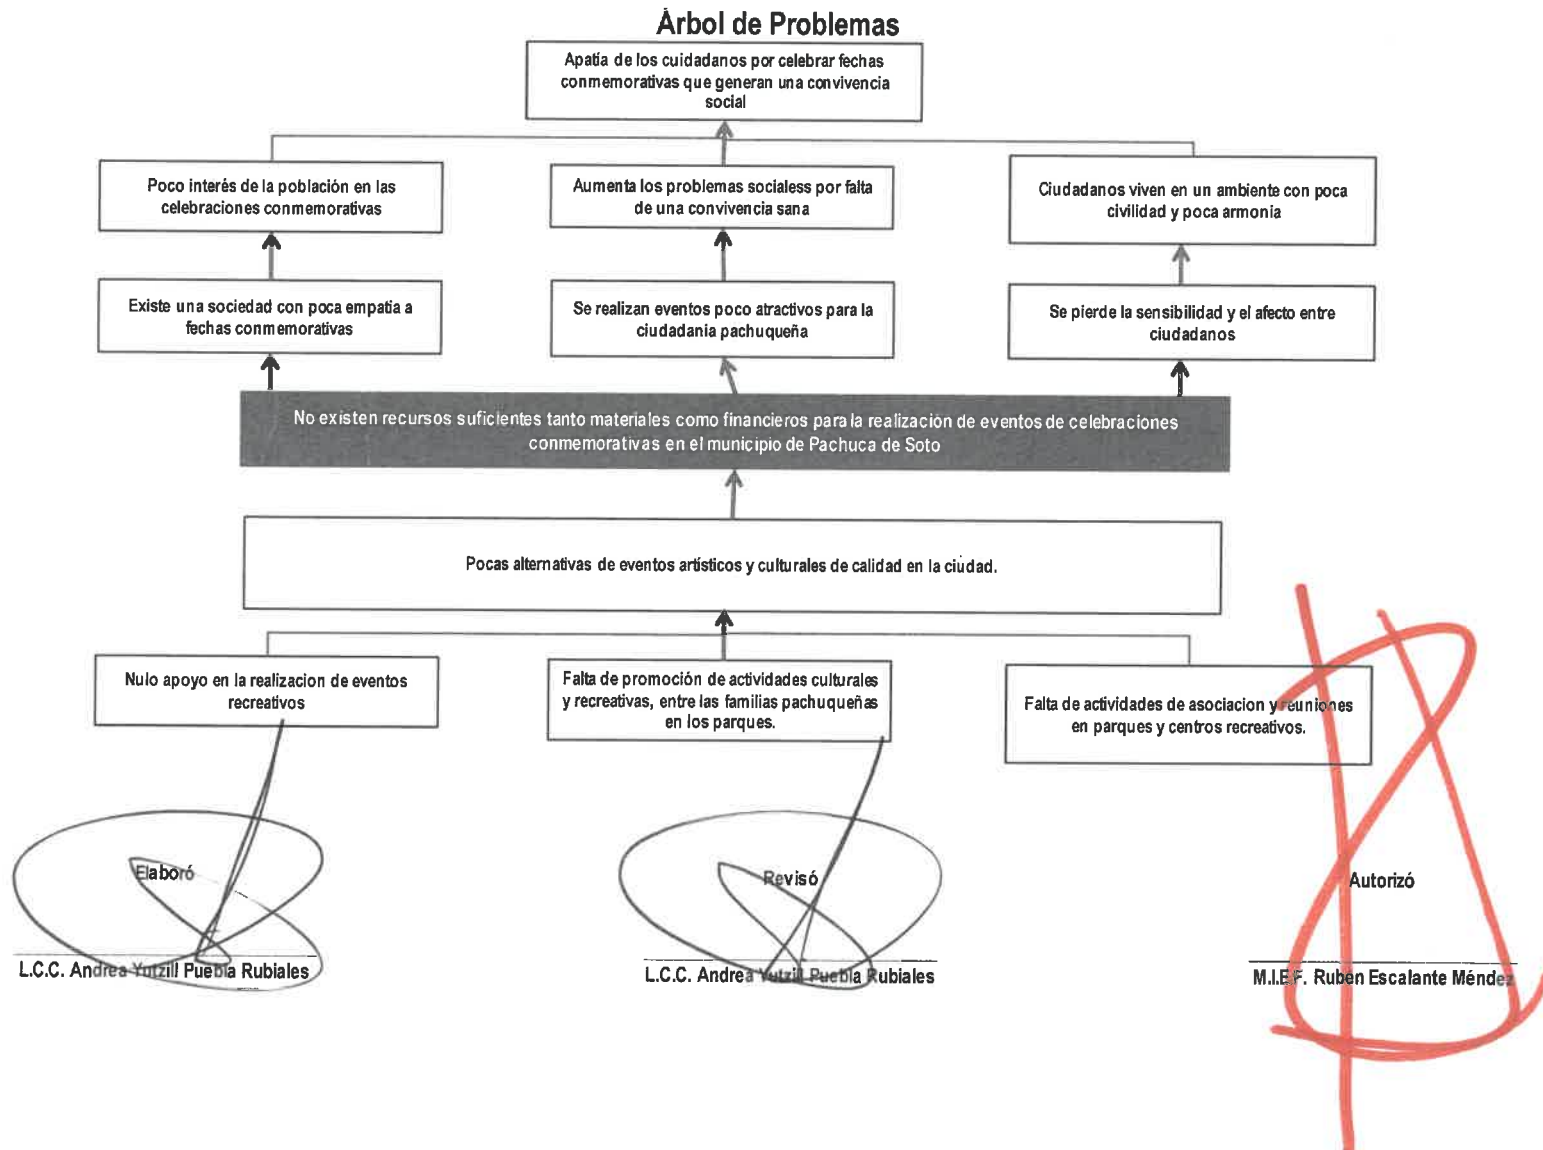 Árbol de Problemas
Apatía de los cuidadanos por celebrar fechas
conmemorativas que generan una convivencia
social
Poco interés de la población en las
celebraciones conmemorativas
Aumenta los problemas socialess por falta
de una convivencia sana
Ciudadanos viven en un ambiente con poca
civilidad y poca armonía
Existe una sociedad con poca empatia a
fechas conmemorativas
Se realizan eventos poco atractivos para la
ciudadania pachuqueña
Se pierde la sensibilidad y el afecto entre
ciudadanos
No existen recursos suficientes tanto materiales como financieros para la realización de eventos de celebraciones
conmemorativas en el municipio de Pachuca de Soto
Pocas alternativas de eventos artísticos y culturales de calidad en la ciudad.
Nulo apoyo en la realizacion de eventos
recreativos
Falta de promoción de actividades culturales
y recreativas, entre las familias pachuqueñas
en los parques.
Falta de actividades de asociacion y reuniones
en parques y centros recreativos.
Elaboró
Revisó
Autorizó
L.C.C. Andrea Yutzill Puebla Rubiales
L.C.C. Andrea Yutzill Puebla Rubiales
M.I.E.F. Ruben Escalante Méndez